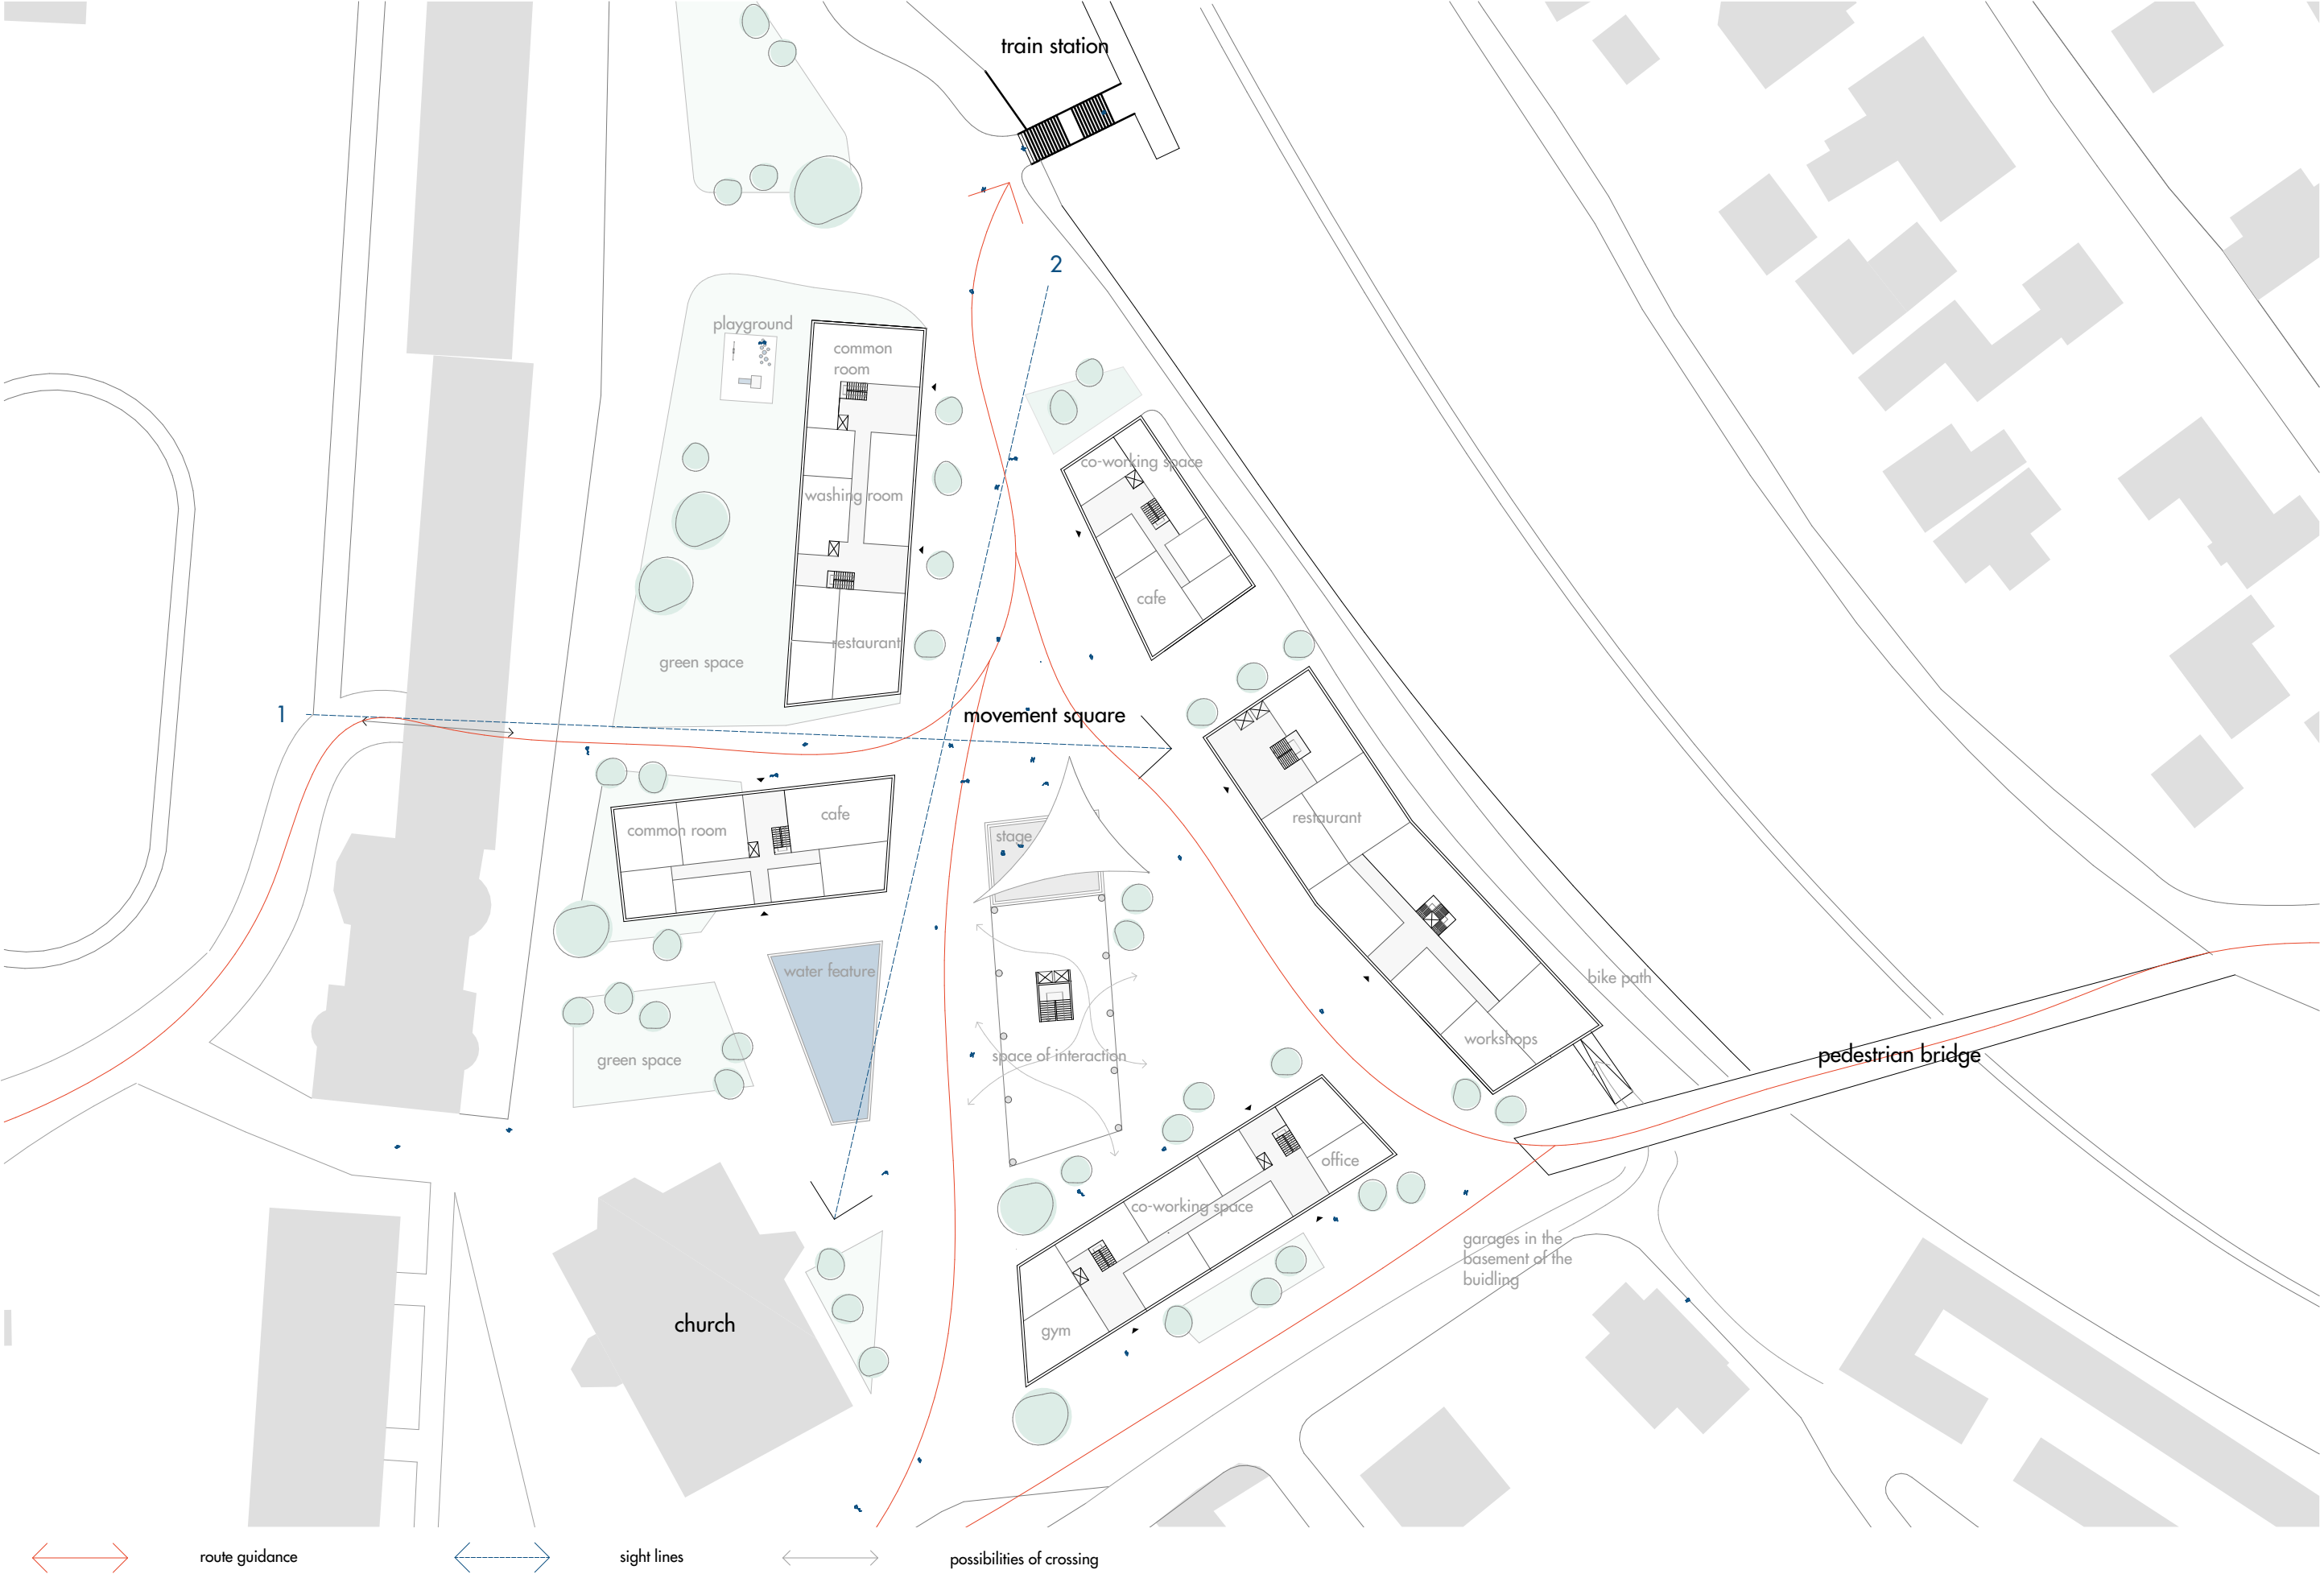 train station
2
playground
common
room
co-working space
washing room
cafe
restaurant
green space
1
movement square
common room
cafe
stage
restaurant
water feature
bike path
space of interaction
workshops
pedestrian bridge
green space
office
co-working space
garages in the
basement of the
buidling
church
gym
route guidance
sight lines
possibilities of crossing